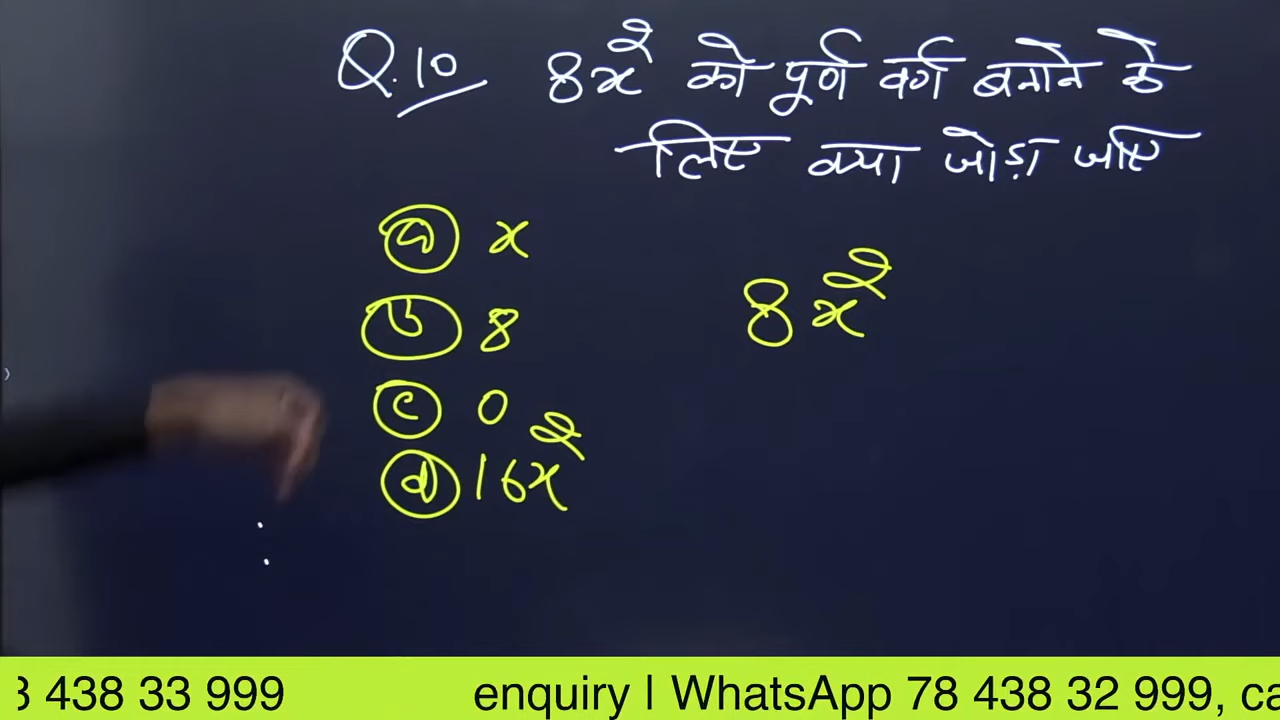 Q.10 8x² को पूर्ण वर्ग बनाने के
लिए क्या जोड़ा जाए
(a) x
(b) 8
(c) 0
(d) 16x²
8x²
3 438 33 999 enquiry | WhatsApp 78 438 32 999, ca